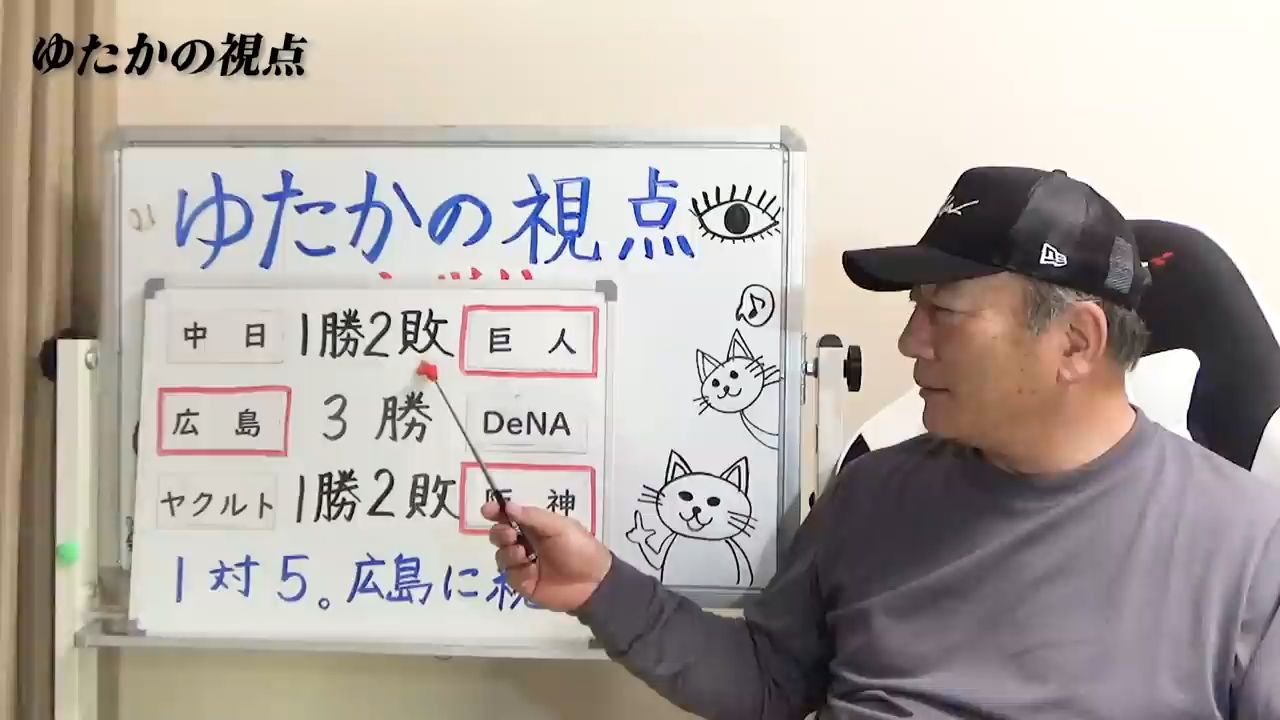 ゆたかの視点
ゆたかの視点
中日 1勝2敗 巨人
広島 3勝 DeNA
ヤクルト 1勝2敗 阪神
1対5。広島に